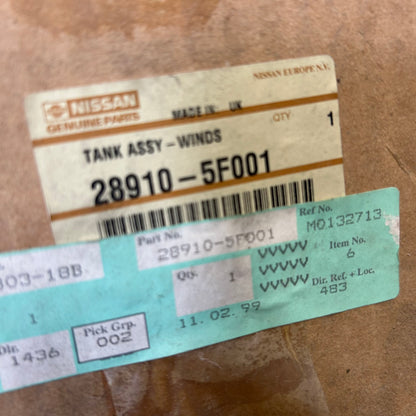 NISSAN
GENUINE PARTS
NISSAN EUROPE N.V.
MADE IN UK
TANK ASSY-WINDS
QTY 1
28910-5F001
303-18B
Part No.
28910-5F001
Ref No.
M0132713
Qty.
1
VVVVV
VVVVV
VVVVV
Item No.
6
1
Pick Grp.
002
11.02.99
Dir. Ref + Loc.
483
Dir.
1436